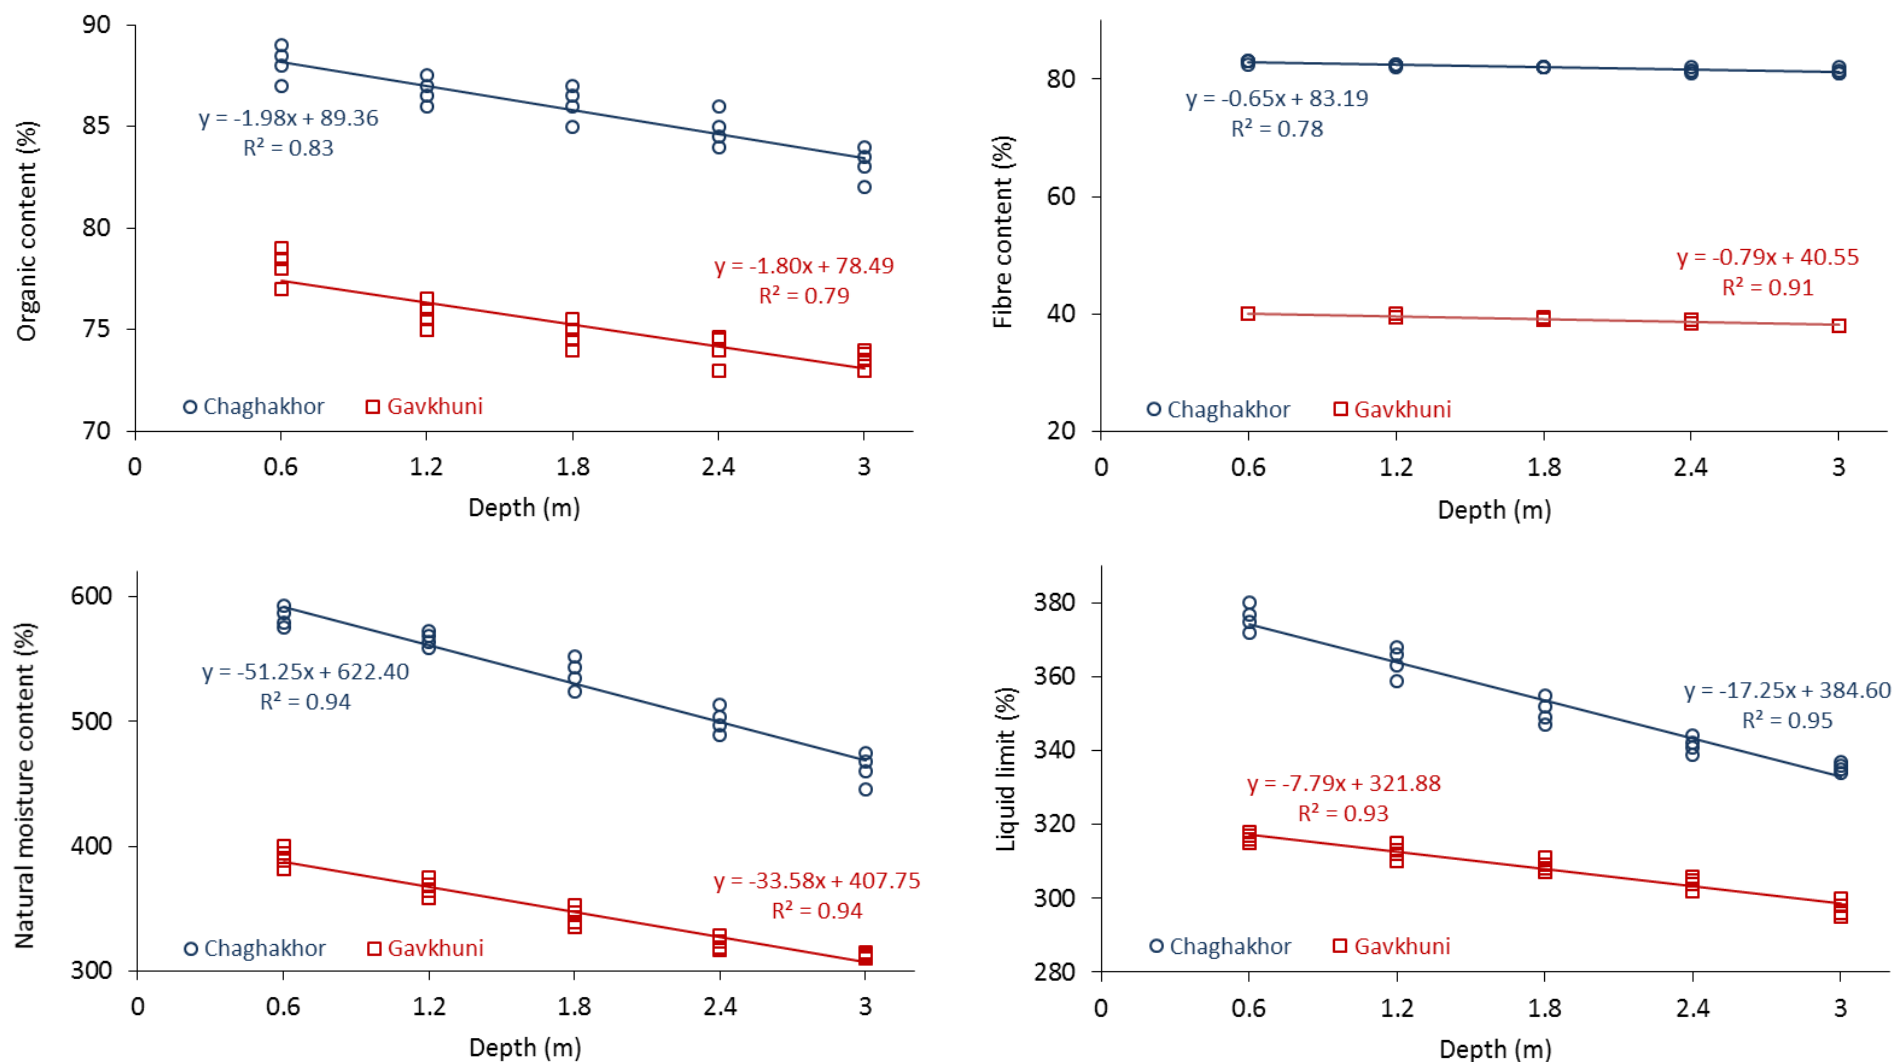 Organic content (%)
90
85
80
75
70
y = -1.98x + 89.36
R² = 0.83
y = -1.80x + 78.49
R² = 0.79
Chaghakhor Gavkhuni
0 0.6 1.2 1.8 2.4 3
Depth (m)
Fibre content (%)
80
60
40
20
y = -0.65x + 83.19
R² = 0.78
y = -0.79x + 40.55
R² = 0.91
Chaghakhor Gavkhuni
0 0.6 1.2 1.8 2.4 3
Depth (m)
Natural moisture content (%)
600
500
400
300
y = -51.25x + 622.40
R² = 0.94
y = -33.58x + 407.75
R² = 0.94
Chaghakhor Gavkhuni
0 0.6 1.2 1.8 2.4 3
Depth (m)
Liquid limit (%)
380
360
340
320
300
280
y = -17.25x + 384.60
R² = 0.95
y = -7.79x + 321.88
R² = 0.93
Chaghakhor Gavkhuni
0 0.6 1.2 1.8 2.4 3
Depth (m)